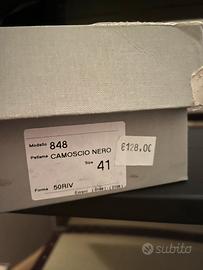 Modello 848
Pellame CAMOSCIO NERO
€128.00
Size 41
Forma 50RIV
subito